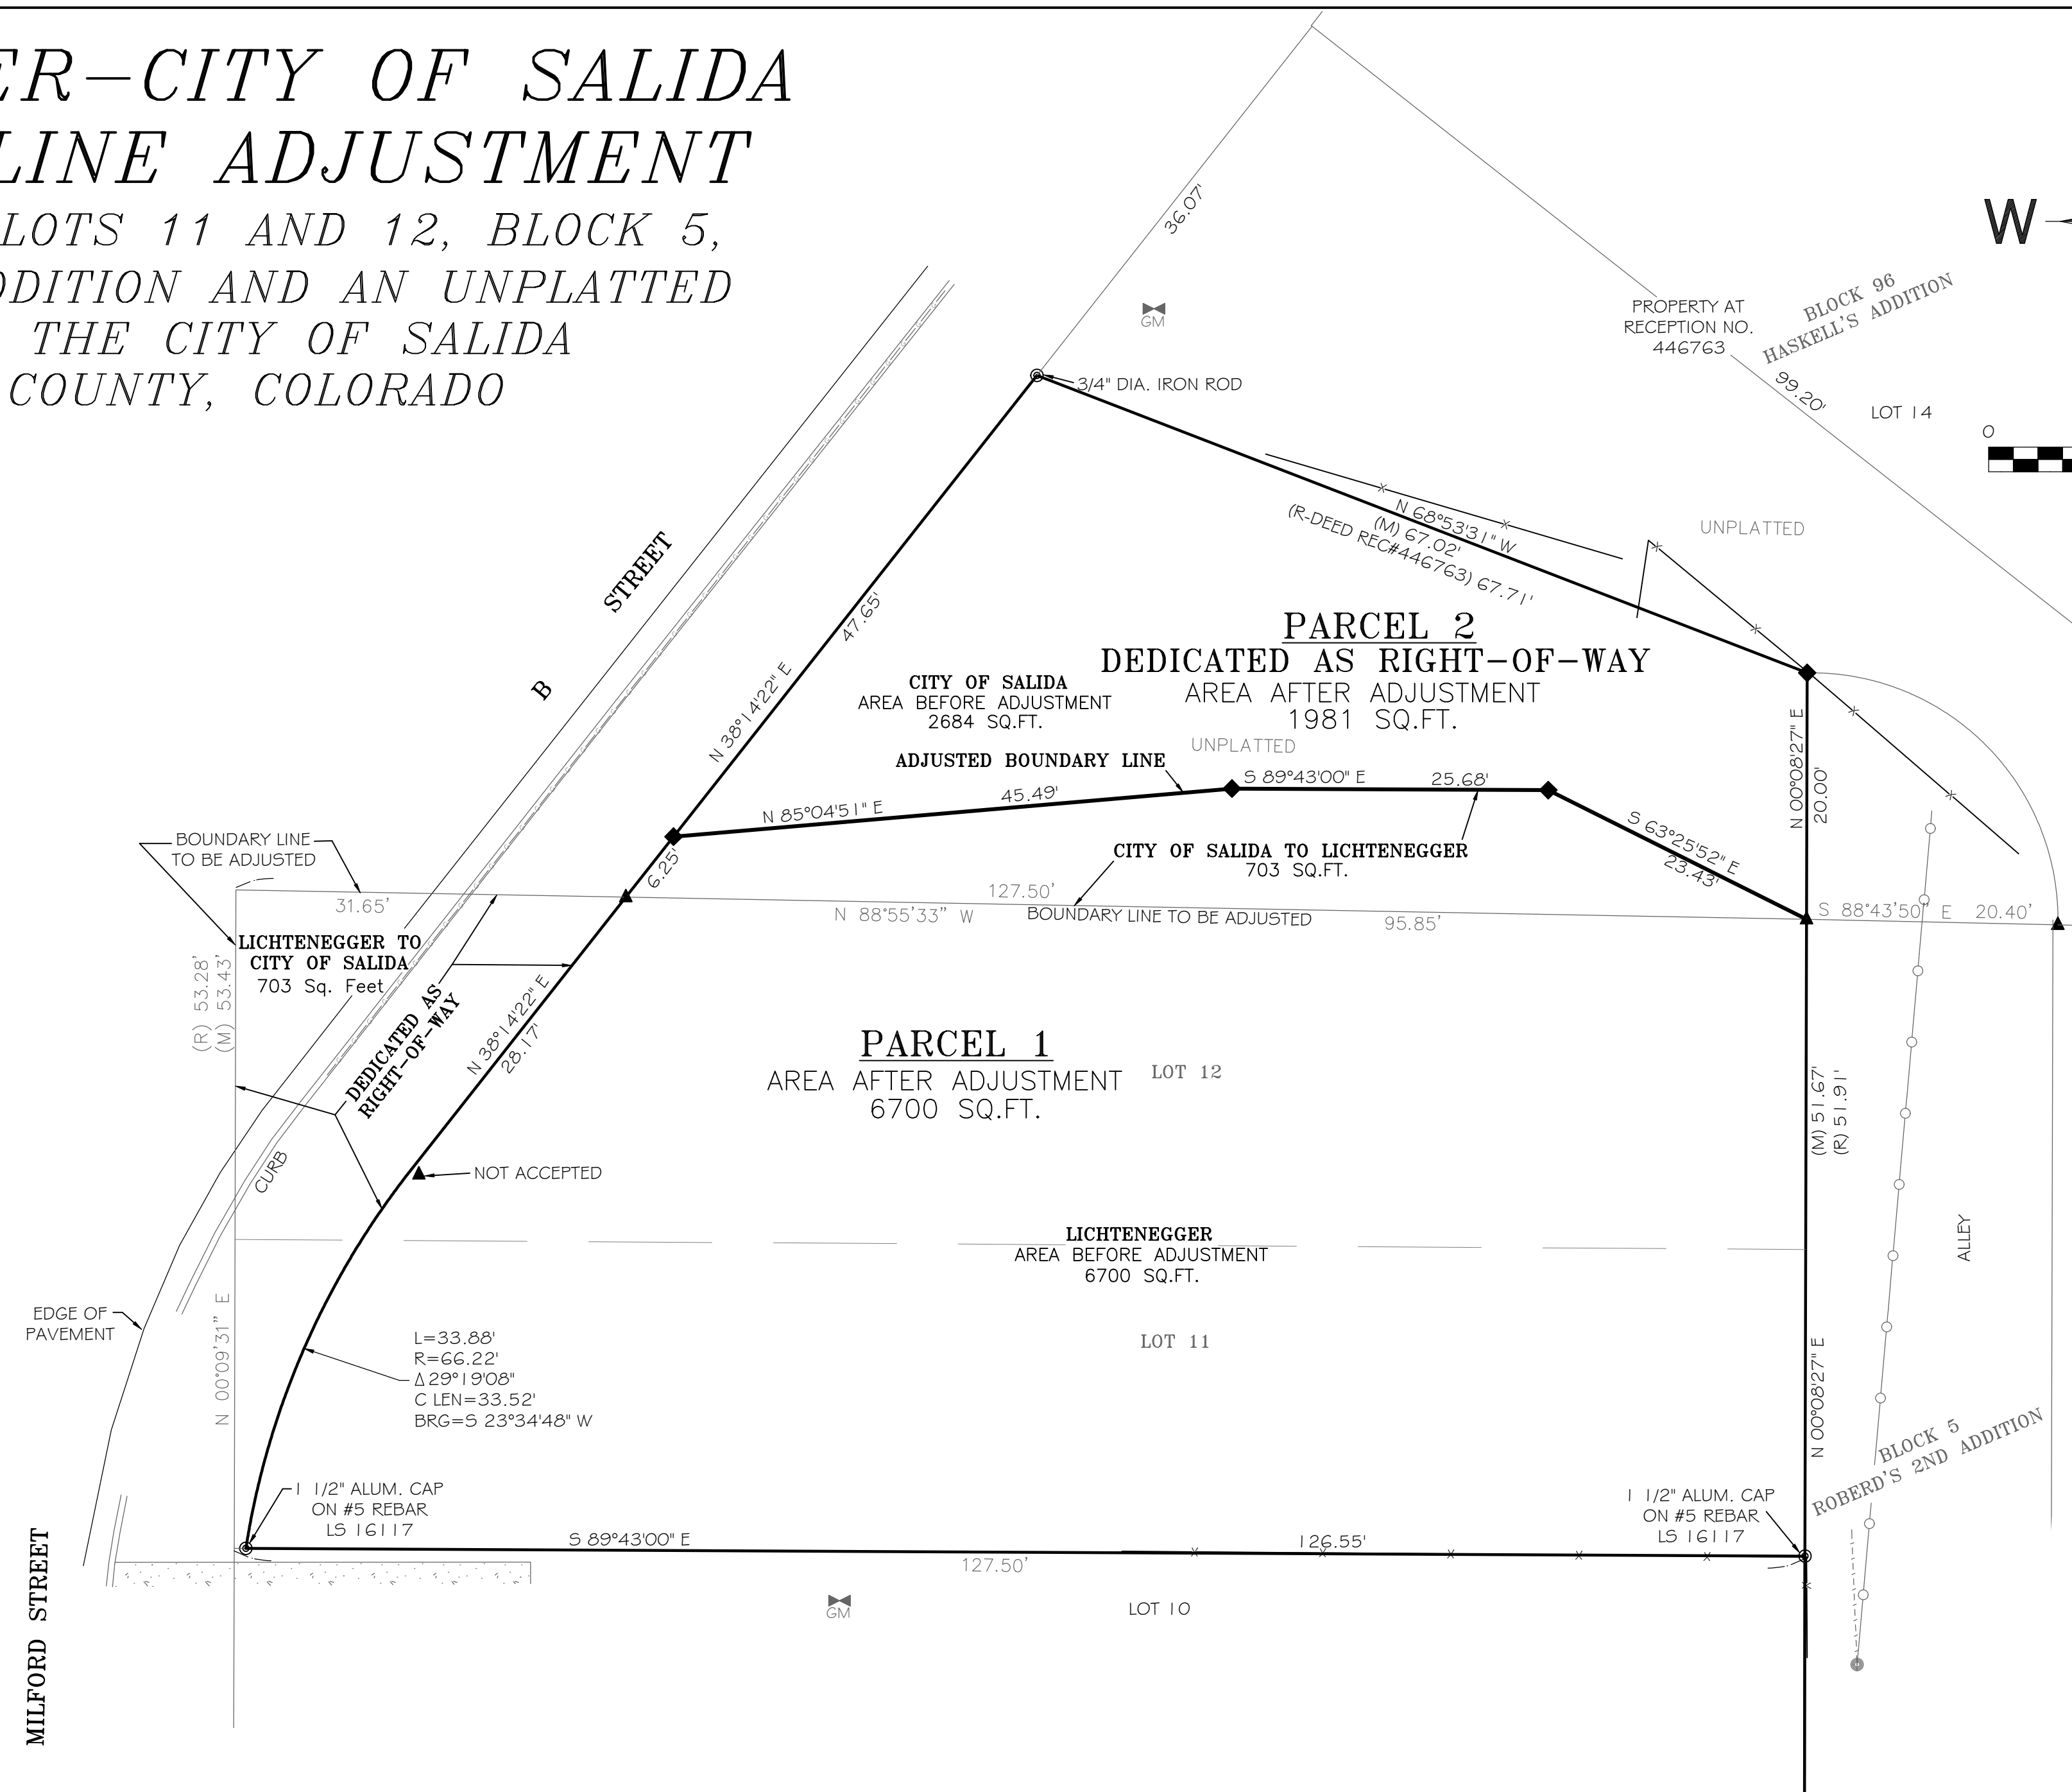 ER-CITY OF SALIDA
LINE ADJUSTMENT
LOTS 11 AND 12, BLOCK 5,
DDITION AND AN UNPLATTED
THE CITY OF SALIDA
COUNTY, COLORADO
36.07'
W
GM
PROPERTY AT
RECEPTION NO.
446763
BLOCK 96
HASKELL'S ADDITION
99.20'
LOT 14
0
3/4" DIA. IRON ROD
N 68°53'31" W
(M) 67.02'
(R-DEED REC#446763) 67.71'
UNPLATTED
B STREET
47.65'
N 38°14'22" E
PARCEL 2
DEDICATED AS RIGHT-OF-WAY
AREA AFTER ADJUSTMENT
1981 SQ.FT.
CITY OF SALIDA
AREA BEFORE ADJUSTMENT
2684 SQ.FT.
UNPLATTED
ADJUSTED BOUNDARY LINE
S 89°43'00" E 25.68'
N 85°04'51" E 45.49'
S 63°25'52" E
23.43'
N 00°08'27" E
20.00'
6.25'
CITY OF SALIDA TO LICHTENEGGER
703 SQ.FT.
BOUNDARY LINE
TO BE ADJUSTED
31.65'
127.50'
N 88°55'33" W
BOUNDARY LINE TO BE ADJUSTED
95.85'
S 88°43'50" E 20.40'
LICHTENEGGER TO
CITY OF SALIDA
703 Sq. Feet
(R) 53.28'
(M) 53.43'
DEDICATED AS
RIGHT-OF-WAY
N 38°14'22" E
28.17'
PARCEL 1
AREA AFTER ADJUSTMENT
6700 SQ.FT.
LOT 12
(M) 51.67'
(R) 51.91'
CURB
NOT ACCEPTED
LICHTENEGGER
AREA BEFORE ADJUSTMENT
6700 SQ.FT.
ALLEY
EDGE OF
PAVEMENT
N 00°09'31" E
L=33.88'
R=66.22'
Δ29°19'08"
C LEN=33.52'
BRG=S 23°34'48" W
LOT 11
N 00°08'27" E
BLOCK 5
ROBERD'S 2ND ADDITION
1 1/2" ALUM. CAP
ON #5 REBAR
LS 16117
1 1/2" ALUM. CAP
ON #5 REBAR
LS 16117
S 89°43'00" E
126.55'
127.50'
MILFORD STREET
GM
LOT 10